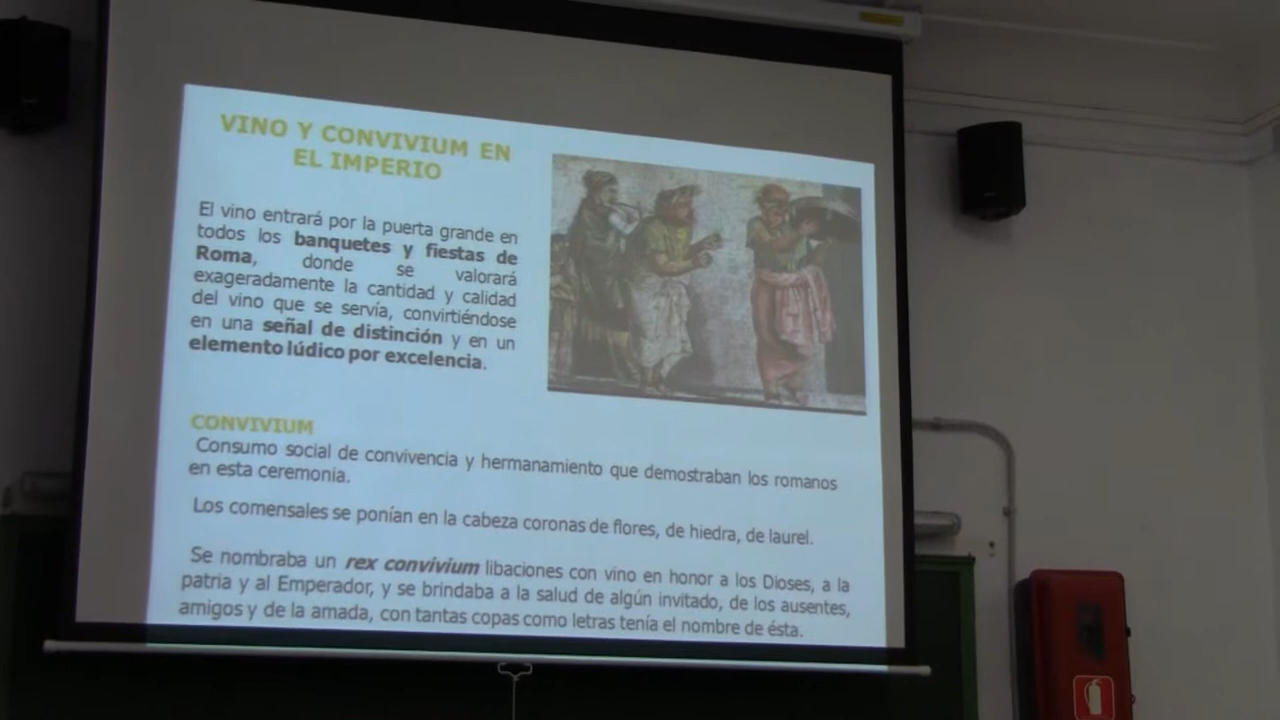 VINO Y CONVIVIUM EN
EL IMPERIO
El vino entrará por la puerta grande en
todos los banquetes y fiestas de
Roma, donde se valorará
exageradamente la cantidad y calidad
del vino que se servía, convirtiéndose
en una señal de distinción y en un
elemento lúdico por excelencia.
CONVIVIUM
Consumo social de convivencia y hermanamiento que demostraban los romanos
en esta ceremonia.
Los comensales se ponían en la cabeza coronas de flores, de hiedra, de laurel.
Se nombraba un rex convivium libaciones con vino en honor a los Dioses, a la
patria y al Emperador, y se brindaba a la salud de algún invitado, de los ausentes,
amigos y de la amada, con tantas copas como letras tenía el nombre de ésta.